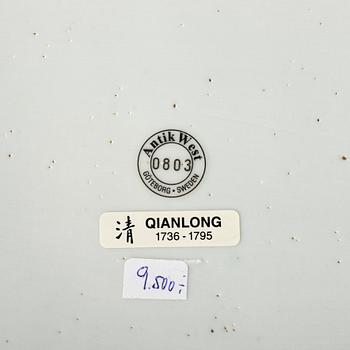 Antik West
0803
GÖTEBORG · SWEDEN
清 QIANLONG
1736 - 1795
9.500:-